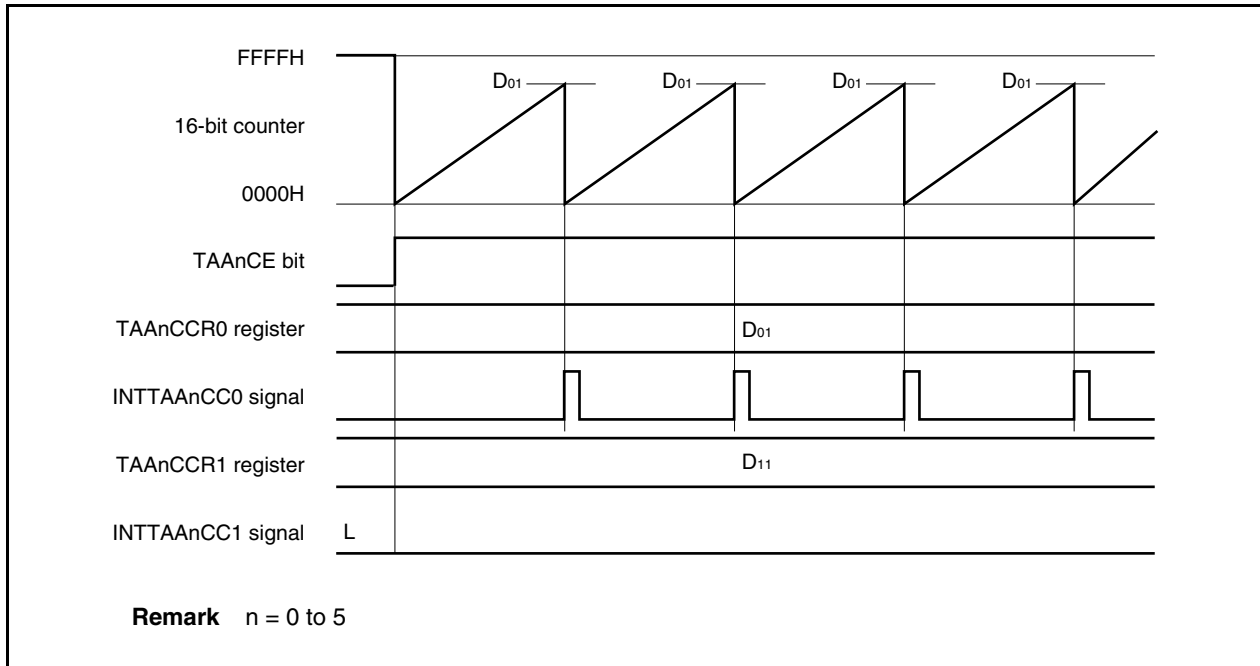 FFFFH
D01 D01 D01 D01
16-bit counter
0000H
TAAnCE bit
TAAnCCR0 register D01
INTTAAnCC0 signal
TAAnCCR1 register D11
INTTAAnCC1 signal L
Remark n = 0 to 5